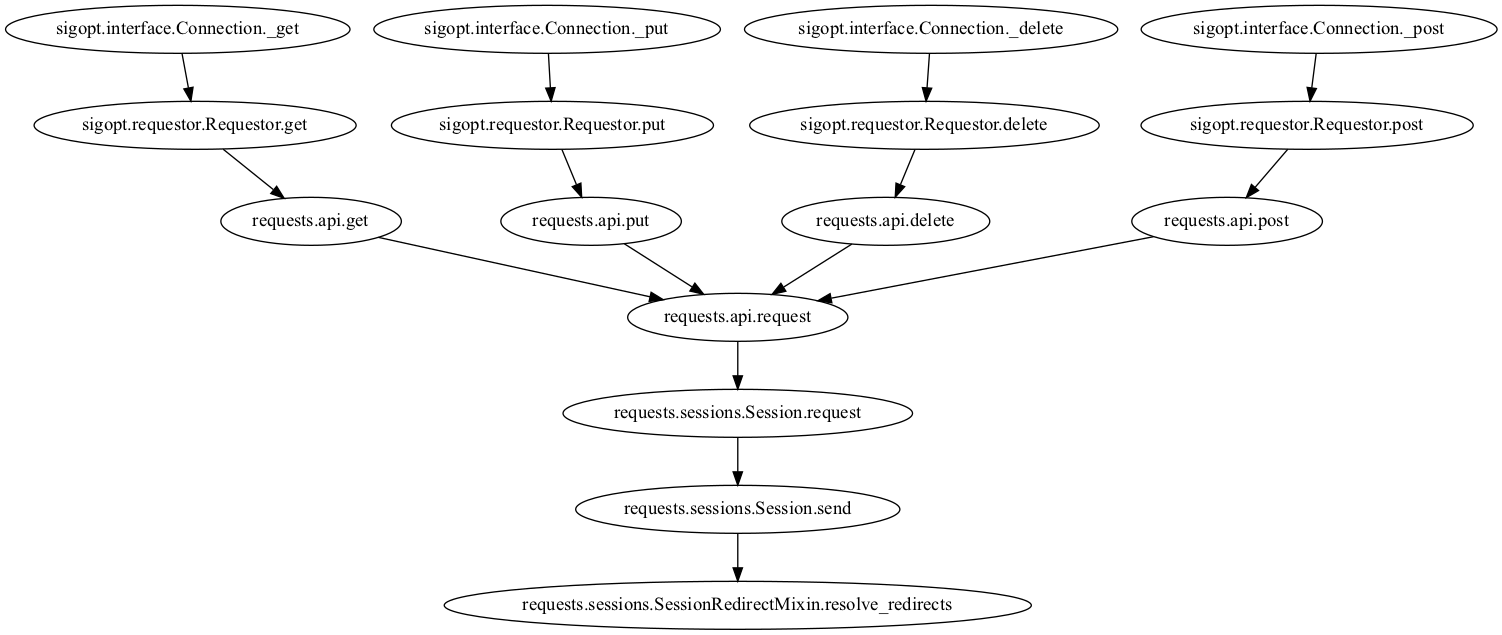 sigopt.interface.Connection._get
sigopt.interface.Connection._put
sigopt.interface.Connection._delete
sigopt.interface.Connection._post
sigopt.requestor.Requestor.get
sigopt.requestor.Requestor.put
sigopt.requestor.Requestor.delete
sigopt.requestor.Requestor.post
requests.api.get
requests.api.put
requests.api.delete
requests.api.post
requests.api.request
requests.sessions.Session.request
requests.sessions.Session.send
requests.sessions.SessionRedirectMixin.resolve_redirects